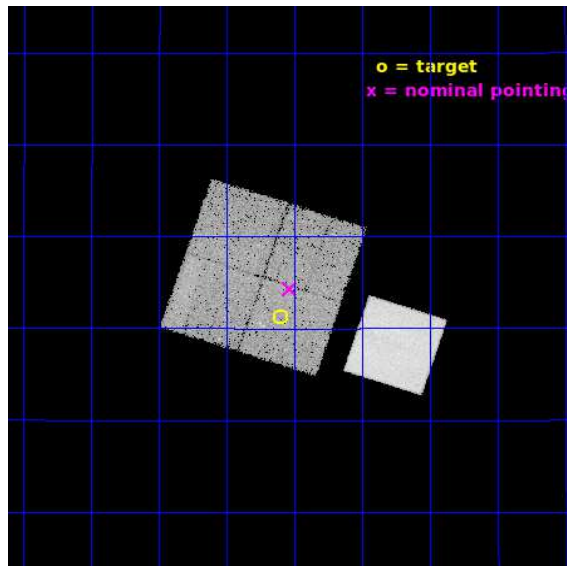 o = target
x = nominal pointing